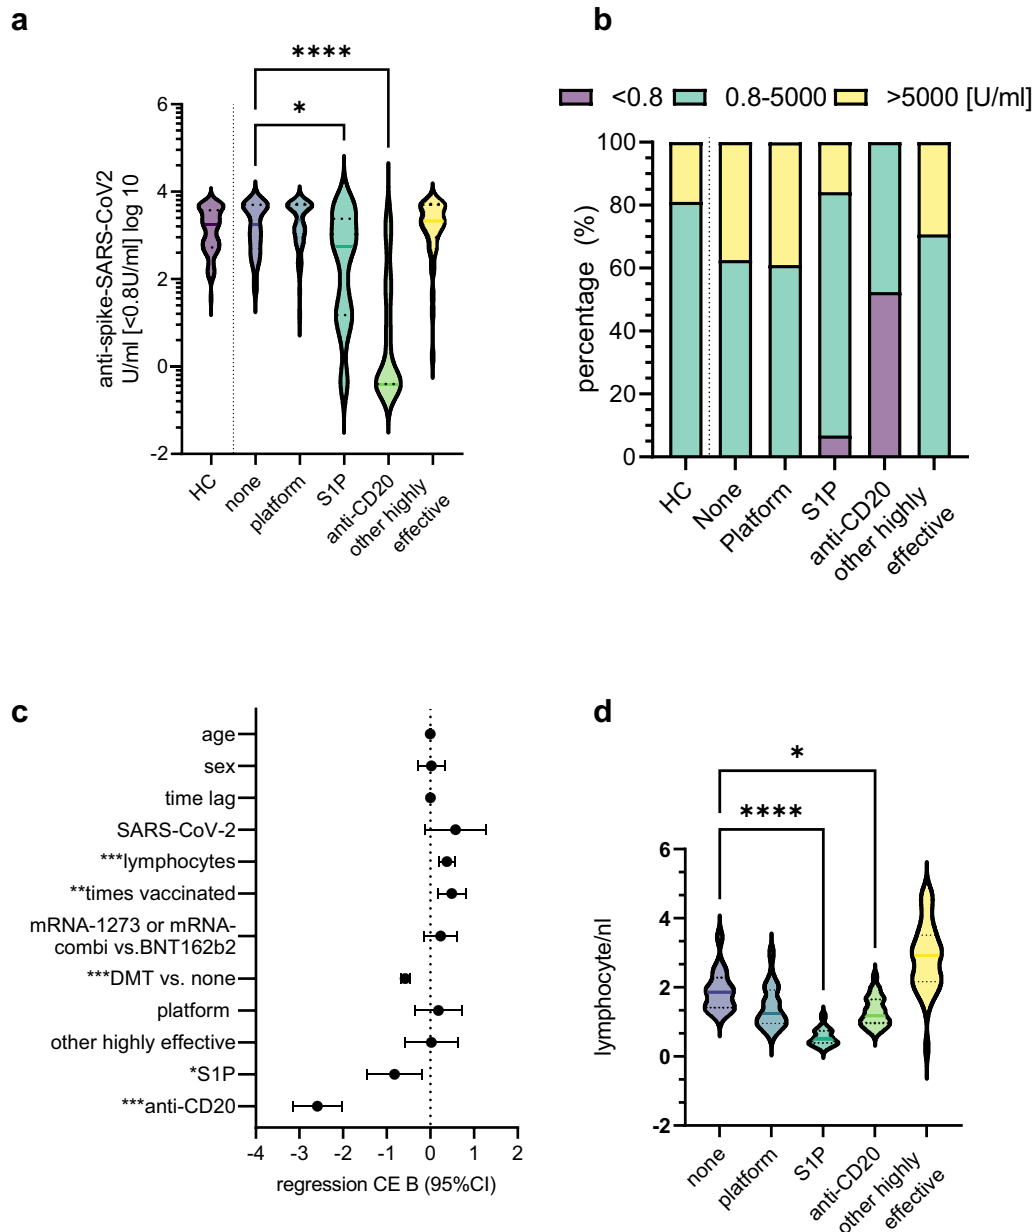 a
****
*
anti-spike-SARS-CoV2
U/ml [<0.8U/ml] log 10
6
4
2
0
-2
HC
none
platform
S1P
anti-CD20
other highly
effective
b
<0.8
0.8-5000
>5000 [U/ml]
percentage (%)
100
80
60
40
20
0
HC
None
Platform
S1P
anti-CD20
other highly
effective
c
age
sex
time lag
SARS-CoV-2
***lymphocytes
**times vaccinated
mRNA-1273 or mRNA-
combi vs.BNT162b2
***DMT vs. none
platform
other highly effective
*S1P
***anti-CD20
-4
-3
-2
-1
0
1
2
regression CE B (95%CI)
d
*
****
lymphocyte/nl
6
4
2
0
-2
none
platform
S1P
anti-CD20
other highly
effective